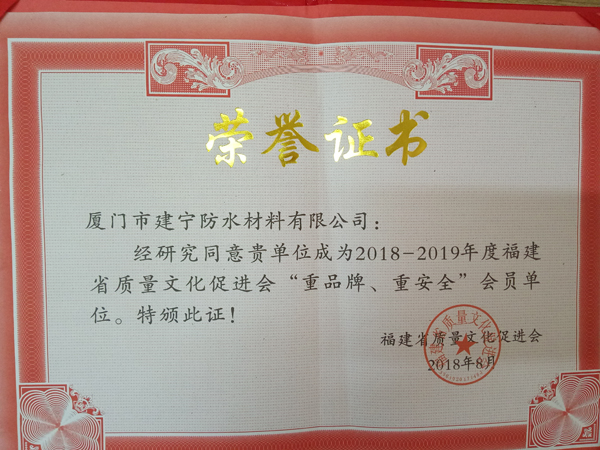 荣誉证书
厦门市建宁防水材料有限公司：
经研究同意贵单位成为2018-2019年度福建
省质量文化促进会“重品牌、重安全”会员单
位。特颁此证！
福建省质量文化促进会
2018年8月